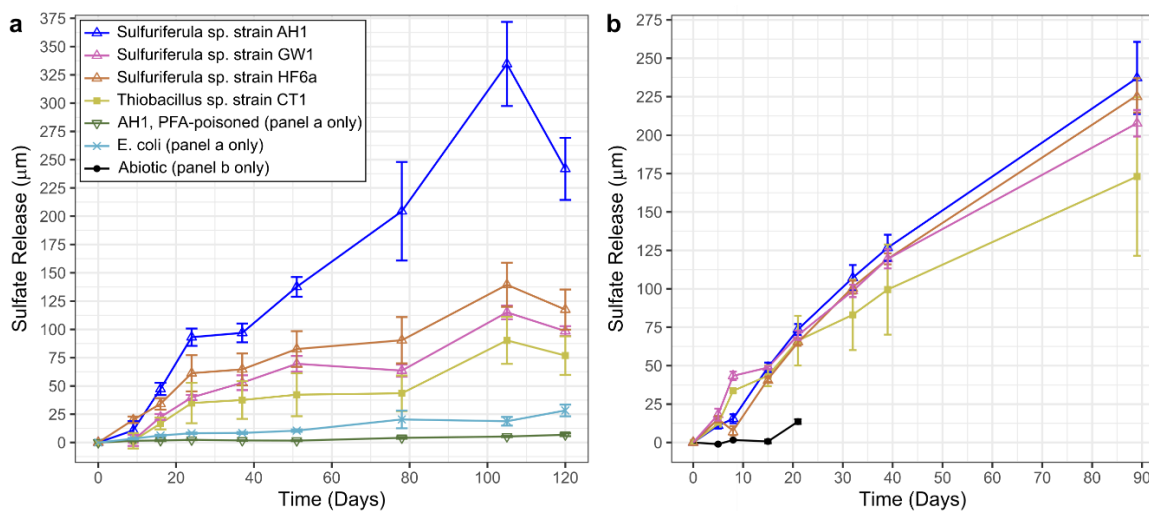 a
Sulfate Release (μm)
375
350
325
300
275
250
225
200
175
150
125
100
75
50
25
0
Sulfuriferula sp. strain AH1
Sulfuriferula sp. strain GW1
Sulfuriferula sp. strain HF6a
Thiobacillus sp. strain CT1
AH1, PFA-poisoned (panel a only)
E. coli (panel a only)
Abiotic (panel b only)
0 20 40 60 80 100 120
Time (Days)
b
Sulfate Release (μm)
275
250
225
200
175
150
125
100
75
50
25
0
0 10 20 30 40 50 60 70 80 90
Time (Days)